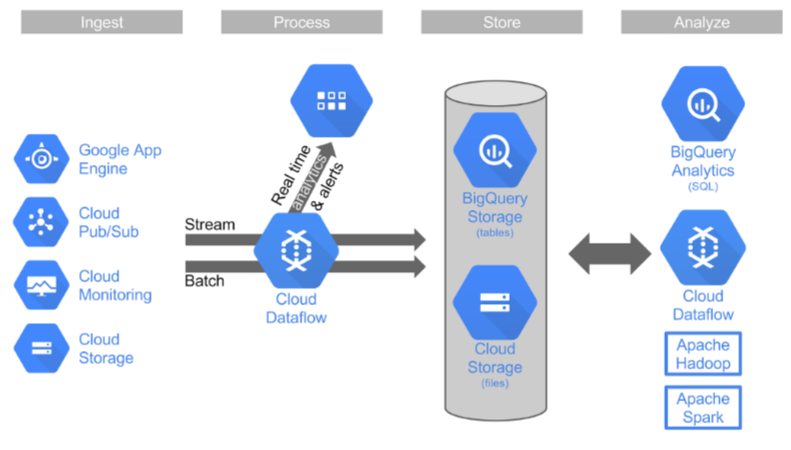 Ingest
Process
Store
Analyze
Google App
Engine
Cloud
Pub/Sub
Cloud
Monitoring
Cloud
Storage
Real time
analytics
& alerts
Stream
Batch
Cloud
Dataflow
BigQuery
Storage
(tables)
Cloud
Storage
(files)
BigQuery
Analytics
(SQL)
Cloud
Dataflow
Apache
Hadoop
Apache
Spark